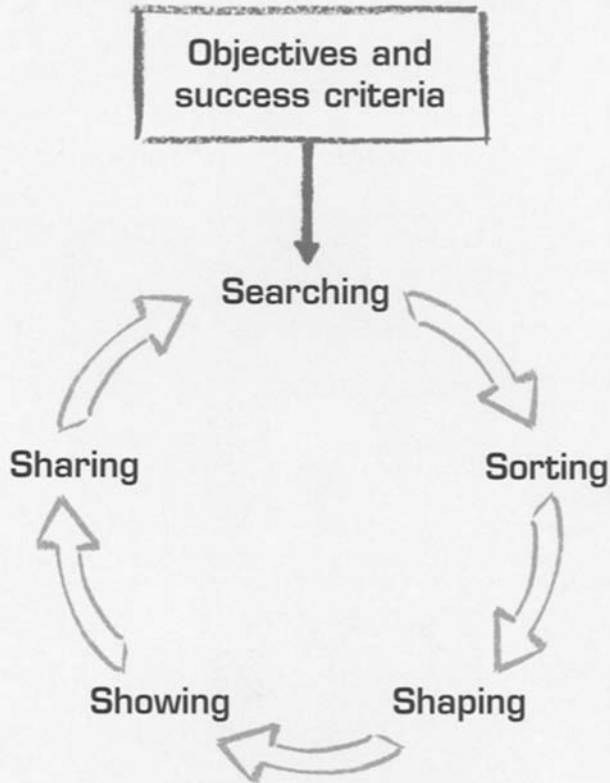 Objectives and
success criteria
Searching
Sorting
Shaping
Showing
Sharing